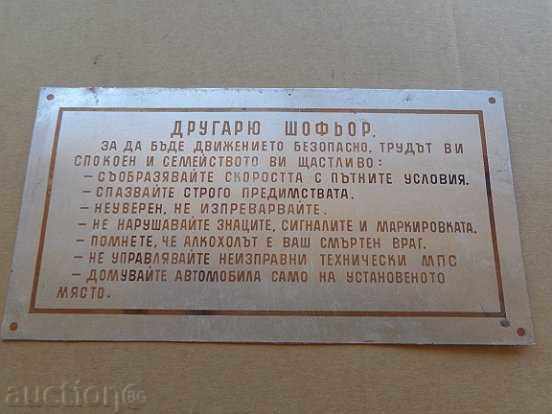 ДРУГАРЮ ШОФЬОР.
ЗА ДА БЪДЕ ДВИЖЕНИЕТО БЕЗОПАСНО, ТРУДЪТ ВИ
СПОКОЕН И СЕМЕЙСТВОТО ВИ ЩАСТЛИВО:
– СЪОБРАЗЯВАЙТЕ СКОРОСТТА С ПЪТНИТЕ УСЛОВИЯ.
– СПАЗВАЙТЕ СТРОГО ПРЕДИМСТВАТА.
– НЕУВЕРЕН, НЕ ИЗПРЕВАРВАЙТЕ.
– НЕ НАРУШАВАЙТЕ ЗНАЦИТЕ, СИГНАЛИТЕ И МАРКИРОВКАТА.
– ПОМНЕТЕ, ЧЕ АЛКОХОЛЪТ Е ВАШ СМЪРТЕН ВРАГ.
– НЕ УПРАВЛЯВАЙТЕ НЕИЗПРАВНИ ТЕХНИЧЕСКИ МПС
– ДОМУВАЙТЕ АВТОМОБИЛА САМО НА УСТАНОВЕНОТО
МЯСТО.
auction.bg